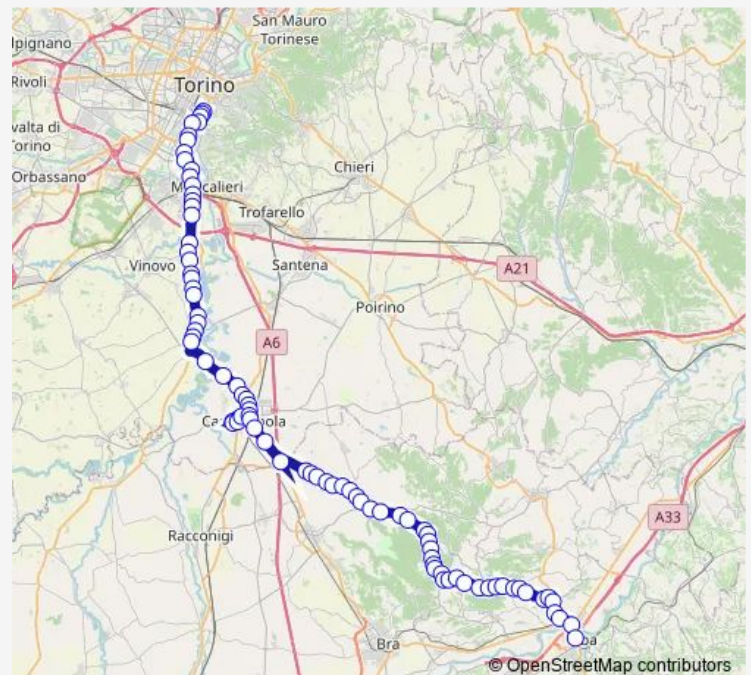 San Mauro
Torinese
lpignano
Rivoli
Torino
valta di
Torino
Orbassano
Chieri
Trofarello
Vinovo
Santena
A21
Poirino
A6
Racconigi
A33
Bra
© OpenStreetMap contributors